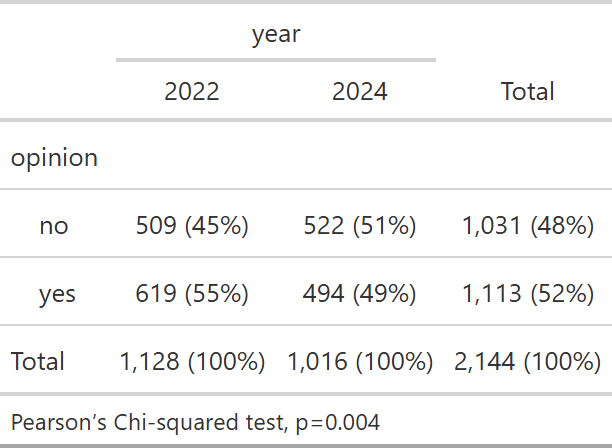 year
2022 2024 Total
opinion
no 509 (45%) 522 (51%) 1,031 (48%)
yes 619 (55%) 494 (49%) 1,113 (52%)
Total 1,128 (100%) 1,016 (100%) 2,144 (100%)
Pearson’s Chi-squared test, p=0.004